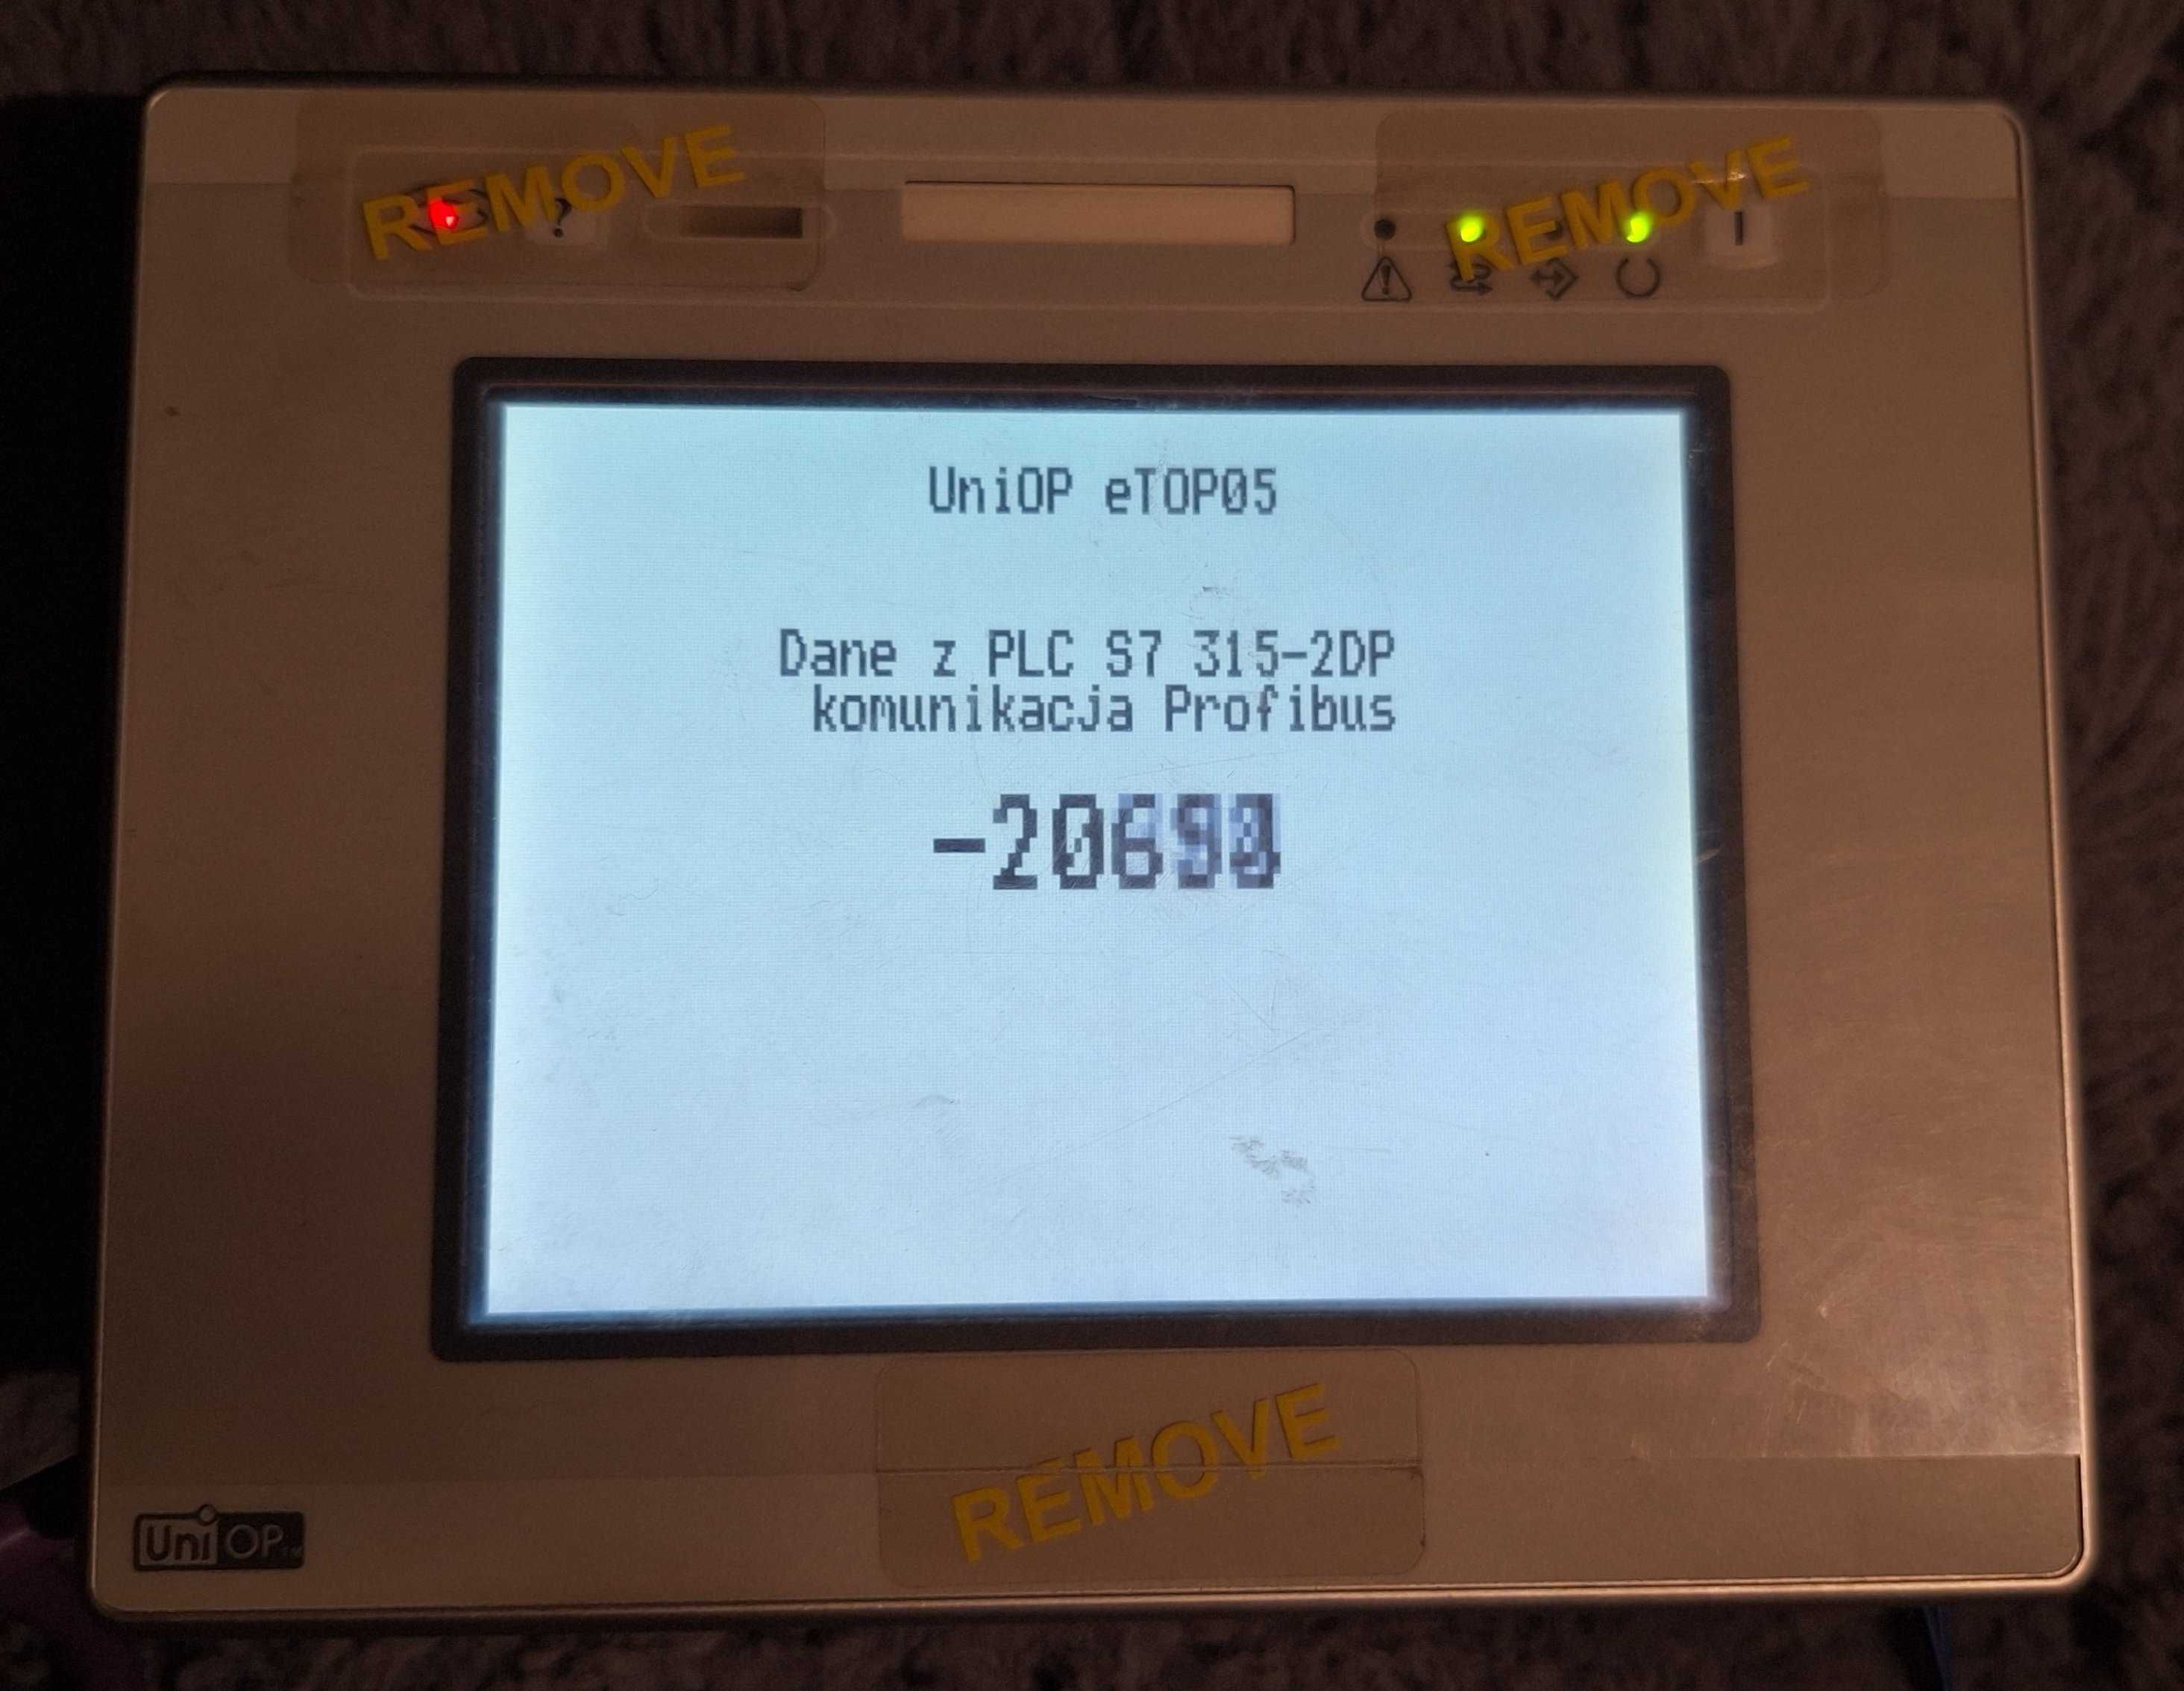 REMOVE
REMOVE
?
UniOP eTOP05
Dane z PLC S7 315-2DP
komunikacja Profibus
REMOVE
UniOP